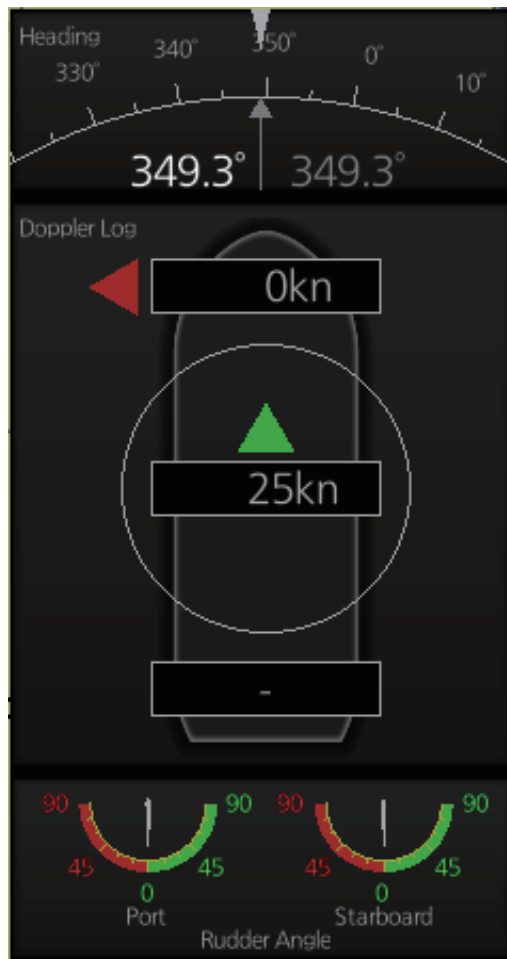 Heading
330° 340° 350° 0° 10°
349.3° 349.3°
Doppler Log
0kn
25kn
-
90 90 90 90
45 45 45 45
0 0
Port Starboard
Rudder Angle